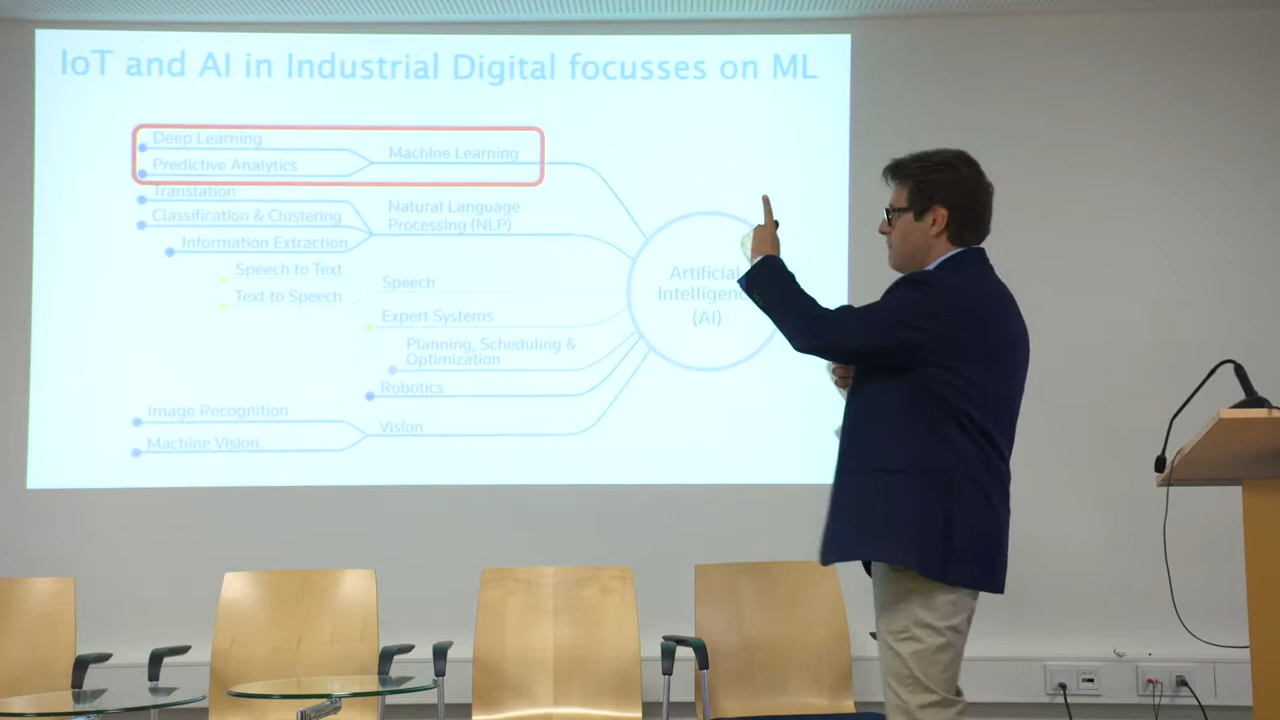 IoT and AI in Industrial Digital focusses on ML
Deep Learning
Predictive Analytics
Machine Learning
Translation
Classification & Clustering
Information Extraction
Natural Language
Processing (NLP)
Speech to Text
Text to Speech
Speech
Expert Systems
Planning, Scheduling &
Optimization
Robotics
Image Recognition
Machine Vision
Vision
Artificial
Intelligenc
(AI)